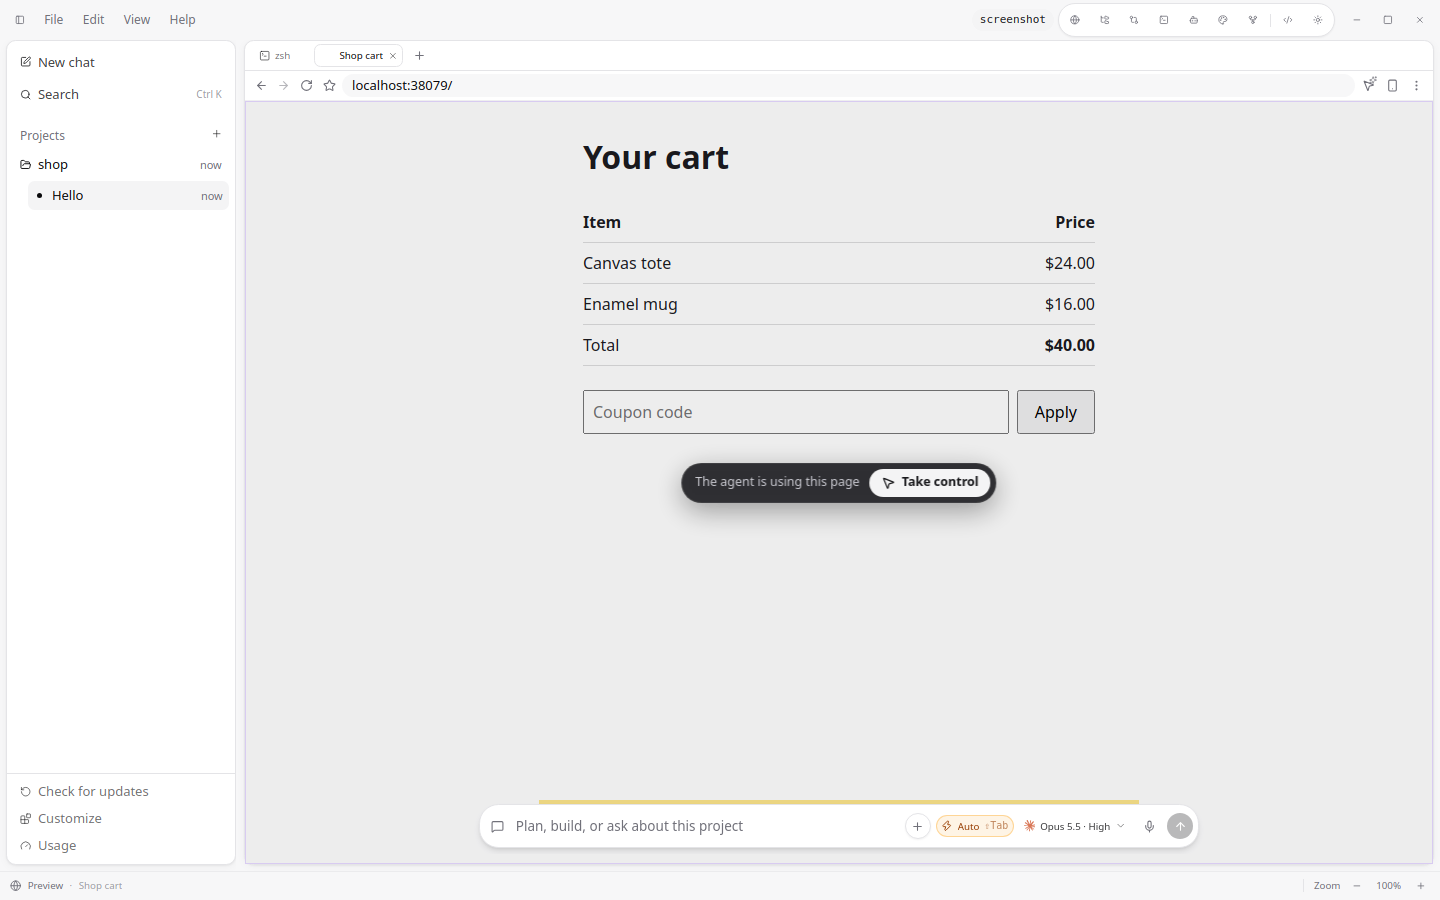 File Edit View Help
screenshot
New chat
Search Ctrl K
Projects
shop now
Hello now
Check for updates
Customize
Usage
zsh
Shop cart
localhost:38079/
Your cart
Item Price
Canvas tote $24.00
Enamel mug $16.00
Total $40.00
Coupon code Apply
The agent is using this page Take control
Plan, build, or ask about this project
Auto ⇧Tab
Opus 5.5 · High
Preview · Shop cart
Zoom − 100% +